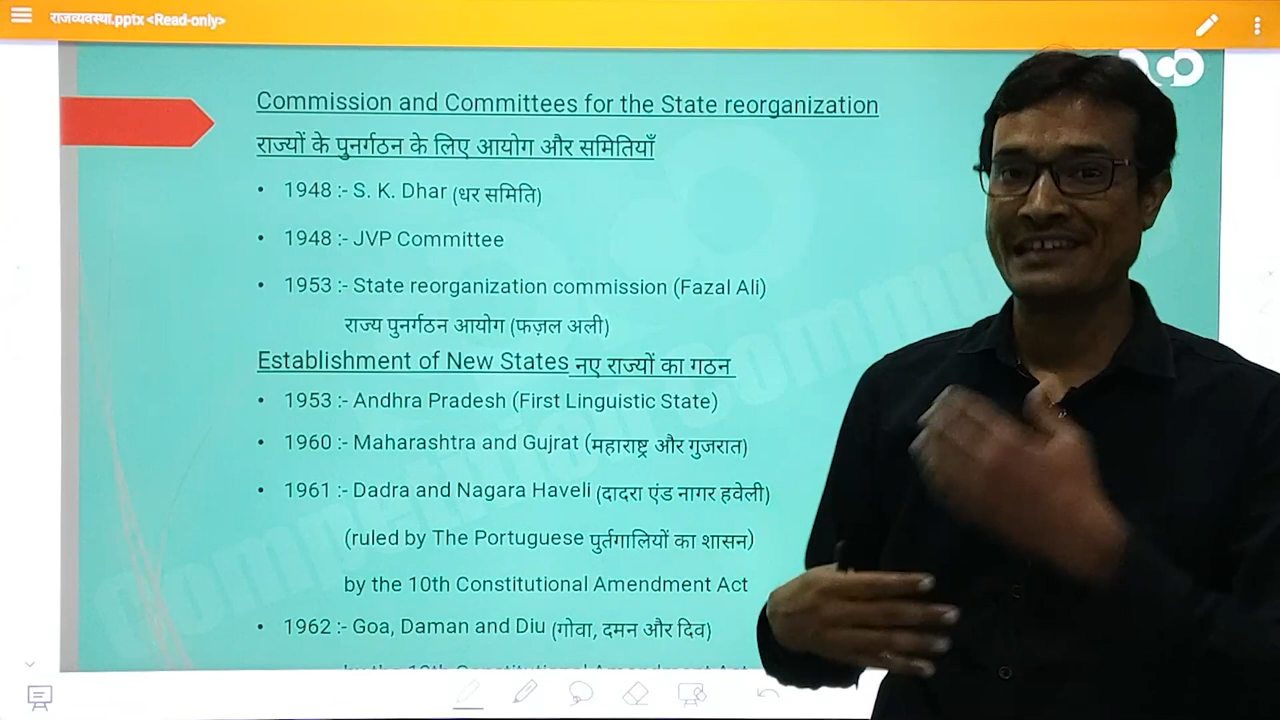 राजव्यवस्था.pptx <Read-only>
Commission and Committees for the State reorganization
राज्यों के पुनर्गठन के लिए आयोग और समितियाँ
• 1948 :- S. K. Dhar (धर समिति)
• 1948 :- JVP Committee
• 1953 :- State reorganization commission (Fazal Ali)
राज्य पुनर्गठन आयोग (फज़ल अली)
Establishment of New States नए राज्यों का गठन
• 1953 :- Andhra Pradesh (First Linguistic State)
• 1960 :- Maharashtra and Gujrat (महाराष्ट्र और गुजरात)
• 1961 :- Dadra and Nagara Haveli (दादरा एंड नागर हवेली)
(ruled by The Portuguese पुर्तगालियों का शासन)
by the 10th Constitutional Amendment Act
• 1962 :- Goa, Daman and Diu (गोवा, दमन और दिव)
Constitutional Amendment Act